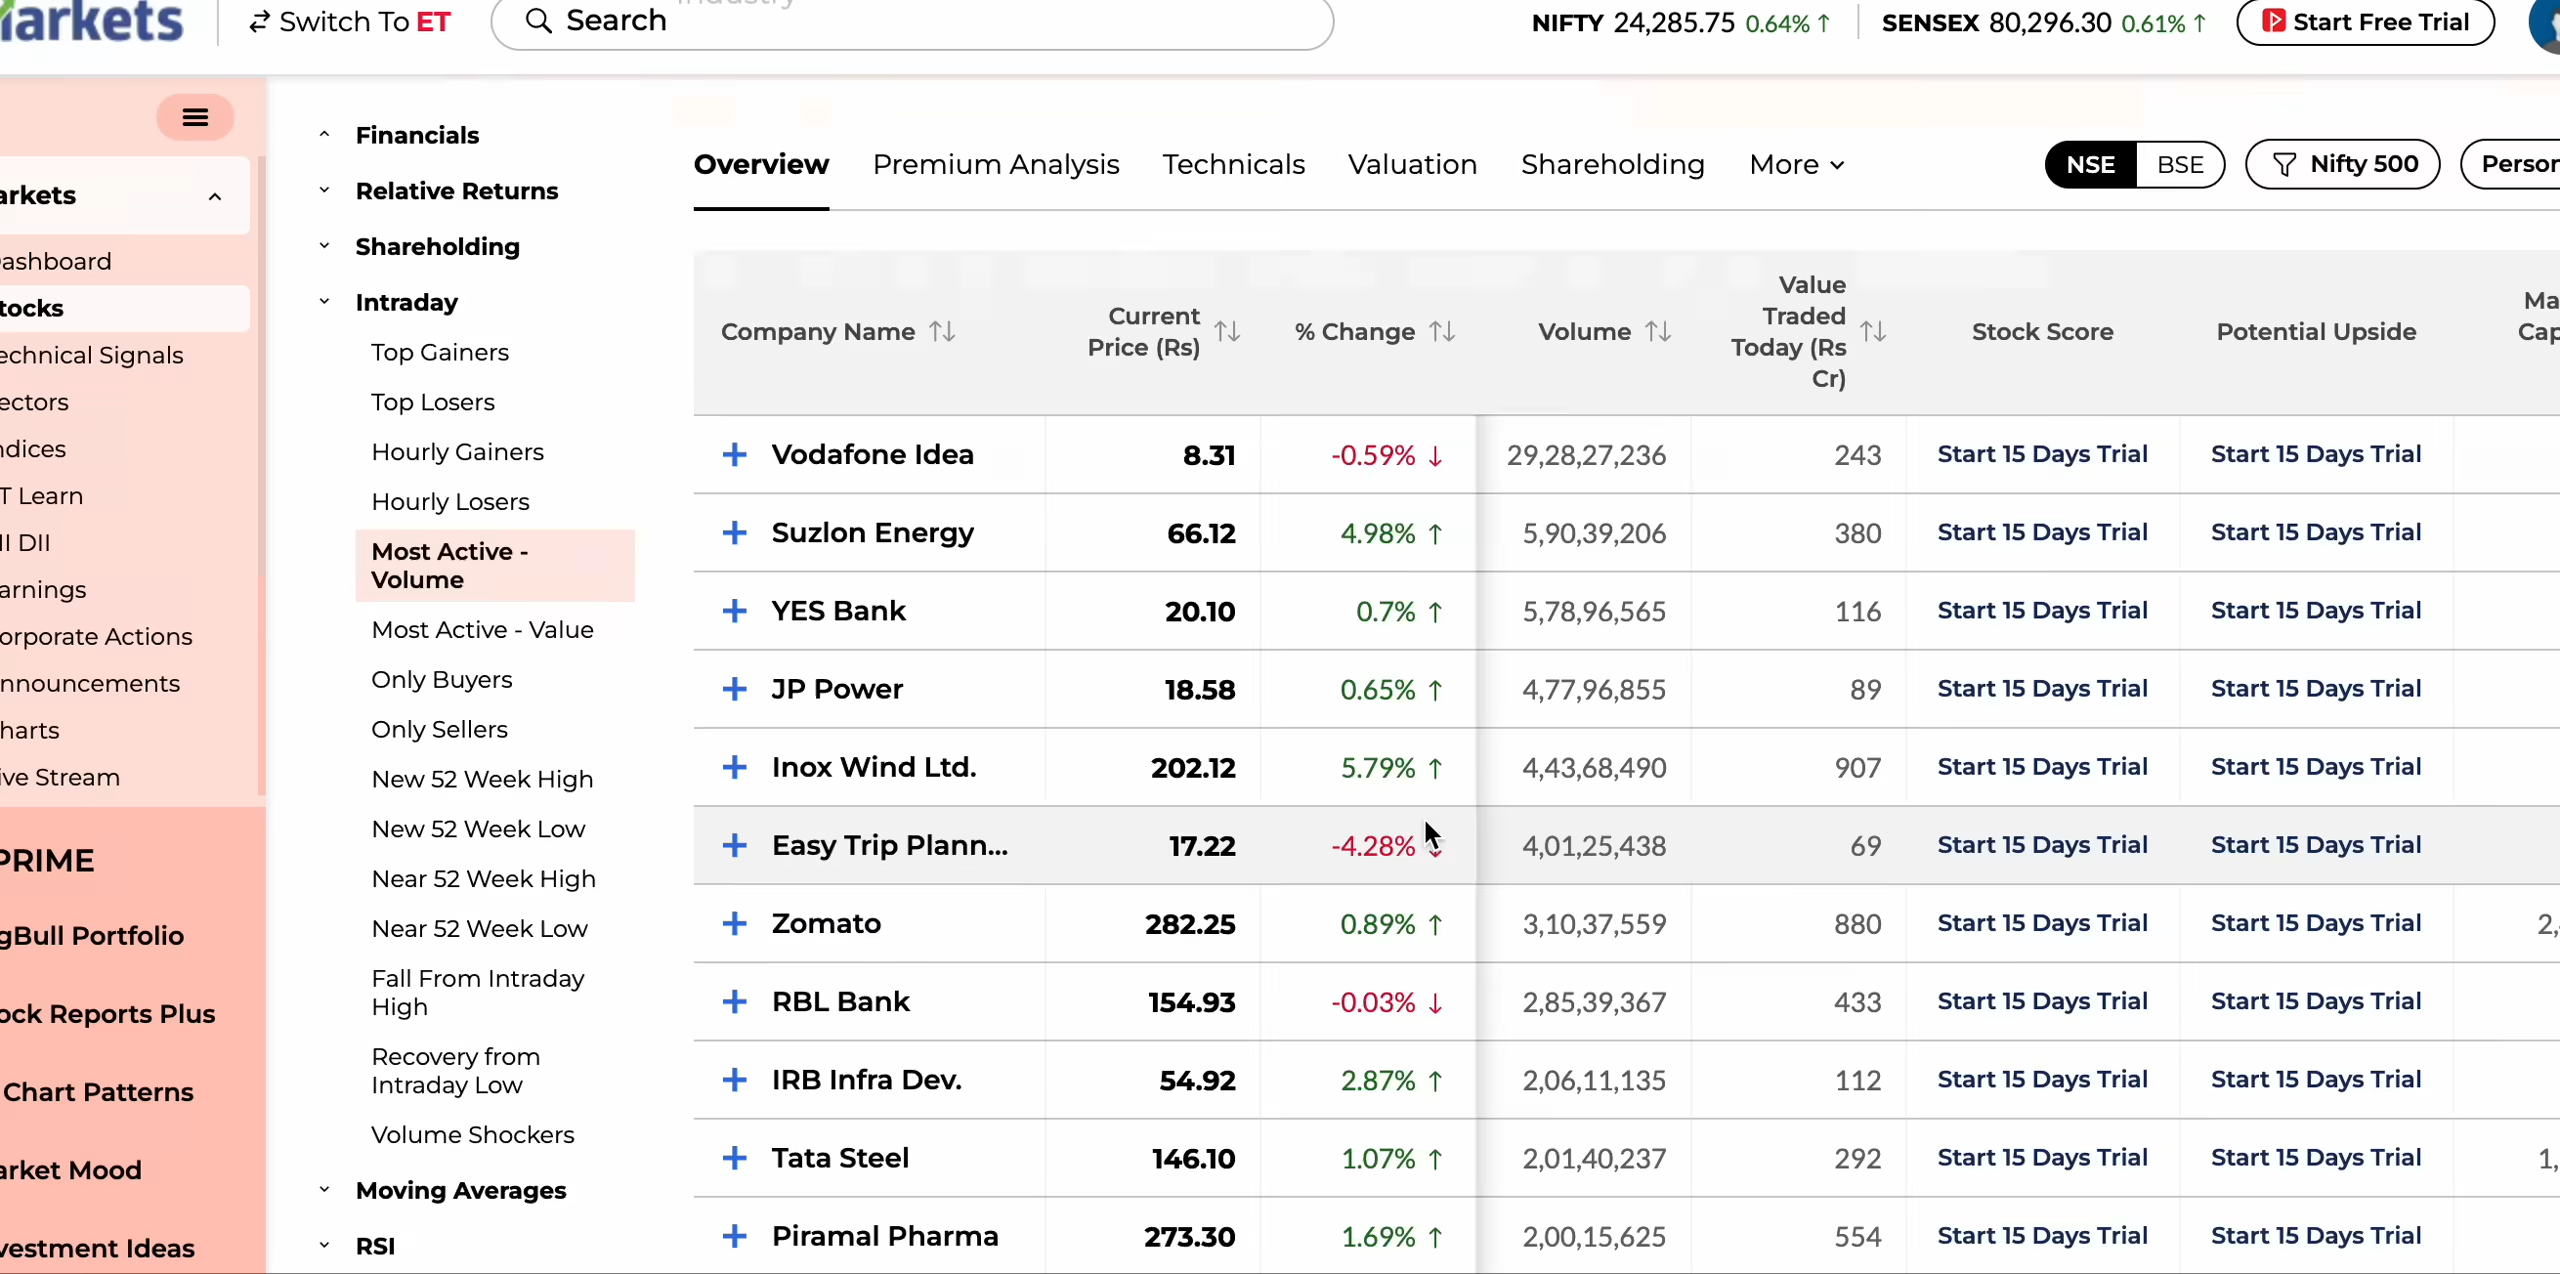 Markets
Switch To ET
Search
NIFTY 24,285.75 0.64% ↑
SENSEX 80,296.30 0.61% ↑
Start Free Trial
arkets
ashboard
tocks
echnical Signals
ectors
ndices
T Learn
II DII
arnings
orporate Actions
nnouncements
harts
ive Stream
PRIME
gBull Portfolio
ock Reports Plus
Chart Patterns
arket Mood
vestment Ideas
Financials
Relative Returns
Shareholding
Intraday
Top Gainers
Top Losers
Hourly Gainers
Hourly Losers
Most Active -
Volume
Most Active - Value
Only Buyers
Only Sellers
New 52 Week High
New 52 Week Low
Near 52 Week High
Near 52 Week Low
Fall From Intraday
High
Recovery from
Intraday Low
Volume Shockers
Moving Averages
RSI
Overview Premium Analysis Technicals Valuation Shareholding More
NSE BSE Nifty 500 Person
Company Name
Current
Price (Rs)
% Change
Volume
Value
Traded
Today (Rs
Cr)
Stock Score
Potential Upside
Ma
Cap
+ Vodafone Idea 8.31 -0.59% ↓ 29,28,27,236 243 Start 15 Days Trial Start 15 Days Trial
+ Suzlon Energy 66.12 4.98% ↑ 5,90,39,206 380 Start 15 Days Trial Start 15 Days Trial
+ YES Bank 20.10 0.7% ↑ 5,78,96,565 116 Start 15 Days Trial Start 15 Days Trial
+ JP Power 18.58 0.65% ↑ 4,77,96,855 89 Start 15 Days Trial Start 15 Days Trial
+ Inox Wind Ltd. 202.12 5.79% ↑ 4,43,68,490 907 Start 15 Days Trial Start 15 Days Trial
+ Easy Trip Plann... 17.22 -4.28% ↓ 4,01,25,438 69 Start 15 Days Trial Start 15 Days Trial
+ Zomato 282.25 0.89% ↑ 3,10,37,559 880 Start 15 Days Trial Start 15 Days Trial 2,
+ RBL Bank 154.93 -0.03% ↓ 2,85,39,367 433 Start 15 Days Trial Start 15 Days Trial
+ IRB Infra Dev. 54.92 2.87% ↑ 2,06,11,135 112 Start 15 Days Trial Start 15 Days Trial
+ Tata Steel 146.10 1.07% ↑ 2,01,40,237 292 Start 15 Days Trial Start 15 Days Trial 1,
+ Piramal Pharma 273.30 1.69% ↑ 2,00,15,625 554 Start 15 Days Trial Start 15 Days Trial